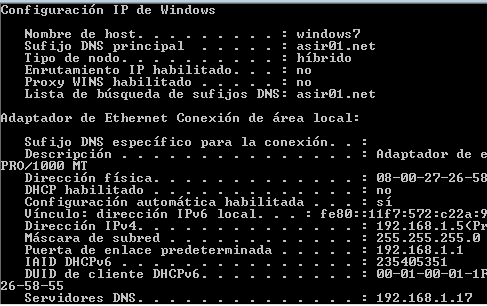 Configuración IP de Windows
Nombre de host. . . . . . . . . : windows7
Sufijo DNS principal . . . . . : asir01.net
Tipo de nodo. . . . . . . . . . : híbrido
Enrutamiento IP habilitado. . . : no
Proxy WINS habilitado . . . . . : no
Lista de búsqueda de sufijos DNS: asir01.net
Adaptador de Ethernet Conexión de área local:
Sufijo DNS específico para la conexión. . :
Descripción . . . . . . . . . . . . . . . : Adaptador de e
PRO/1000 MT
Dirección física. . . . . . . . . . . . . : 08-00-27-26-58
DHCP habilitado . . . . . . . . . . . . . : no
Configuración automática habilitada . . . : sí
Vínculo: dirección IPv6 local. . . : fe80::11f7:572:c22a:9
Dirección IPv4. . . . . . . . . . . . . . : 192.168.1.5(Pr
Máscara de subred . . . . . . . . . . . . : 255.255.255.0
Puerta de enlace predeterminada . . . . . : 192.168.1.1
IAID DHCPv6 . . . . . . . . . . . . . . . : 235405351
DUID de cliente DHCPv6. . . . . . . . . . : 00-01-00-01-1F
26-58-55
Servidores DNS. . . . . . . . . . . . . . : 192.168.1.17